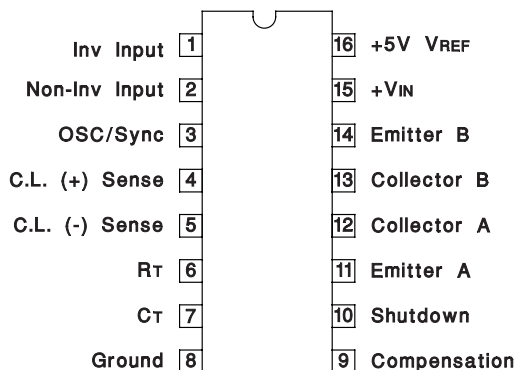 Inv Input 1 16 +5V VREF
Non-Inv Input 2 15 +VIN
OSC/Sync 3 14 Emitter B
C.L. (+) Sense 4 13 Collector B
C.L. (-) Sense 5 12 Collector A
RT 6 11 Emitter A
CT 7 10 Shutdown
Ground 8 9 Compensation